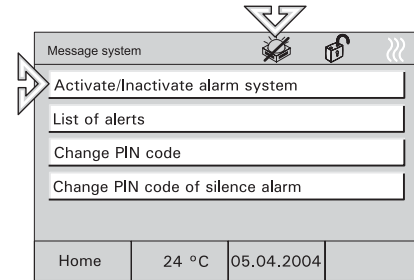 Message system
Activate/Inactivate alarm system
List of alerts
Change PIN code
Change PIN code of silence alarm
Home 24 °C 05.04.2004